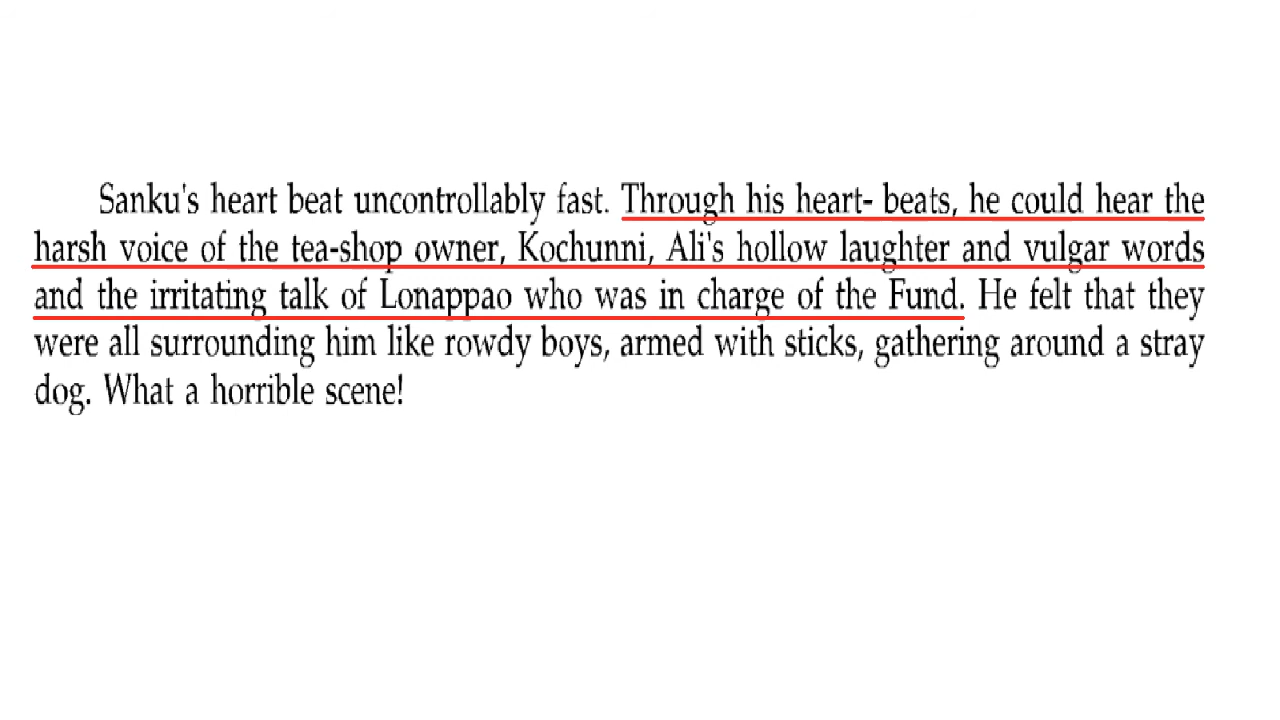 Sanku's heart beat uncontrollably fast. Through his heart- beats, he could hear the
harsh voice of the tea-shop owner, Kochunni, Ali's hollow laughter and vulgar words
and the irritating talk of Lonappao who was in charge of the Fund. He felt that they
were all surrounding him like rowdy boys, armed with sticks, gathering around a stray
dog. What a horrible scene!